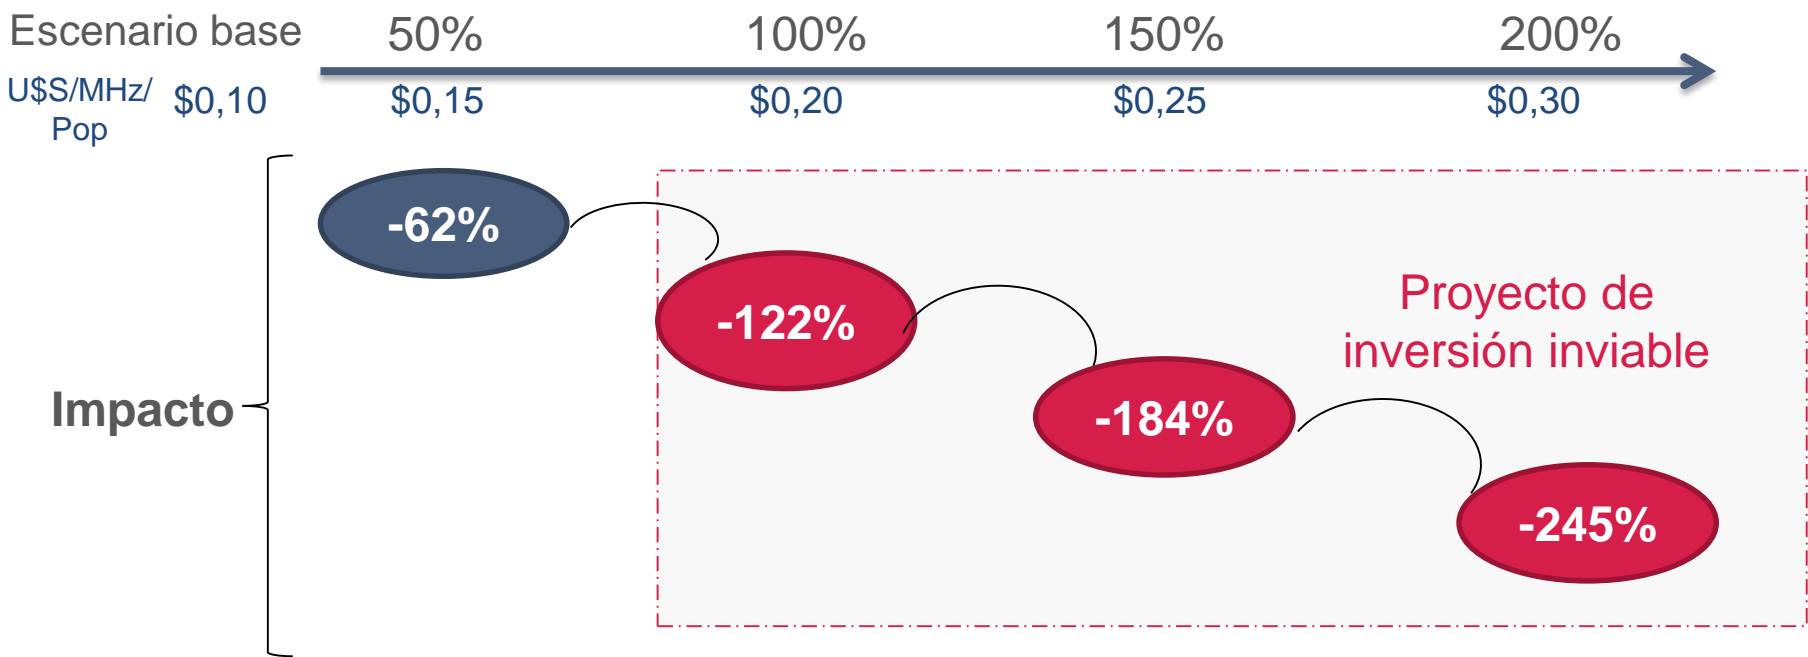 Escenario base 50% 100% 150% 200%
U$S/MHz/
Pop
$0,10 $0,15 $0,20 $0,25 $0,30
-62%
-122%
Proyecto de
inversión inviable
Impacto
-184%
-245%